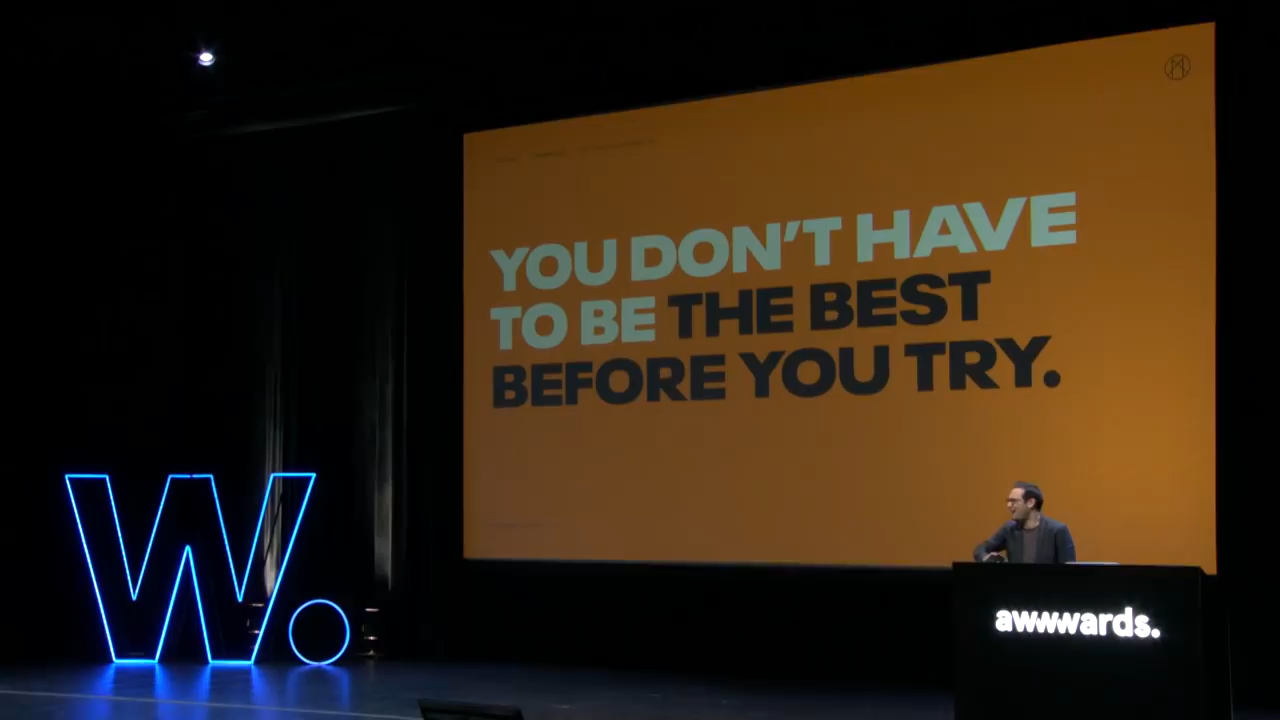 YOU DON'T HAVE
TO BE THE BEST
BEFORE YOU TRY.
W.
awwwards.